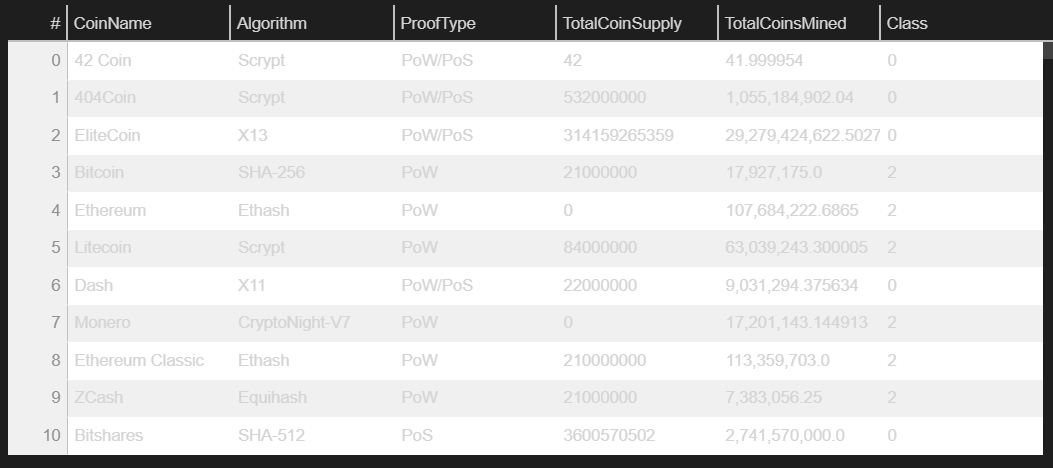 # CoinName Algorithm ProofType TotalCoinSupply TotalCoinsMined Class
0 42 Coin Scrypt PoW/PoS 42 41.999954 0
1 404Coin Scrypt PoW/PoS 532000000 1,055,184,902.04 0
2 EliteCoin X13 PoW/PoS 314159265359 29,279,424,622.5027 0
3 Bitcoin SHA-256 PoW 21000000 17,927,175.0 2
4 Ethereum Ethash PoW 0 107,684,222.6865 2
5 Litecoin Scrypt PoW 84000000 63,039,243.300005 2
6 Dash X11 PoW/PoS 22000000 9,031,294.375634 0
7 Monero CryptoNight-V7 PoW 0 17,201,143.144913 2
8 Ethereum Classic Ethash PoW 210000000 113,359,703.0 2
9 ZCash Equihash PoW 21000000 7,383,056.25 2
10 Bitshares SHA-512 PoS 3600570502 2,741,570,000.0 0